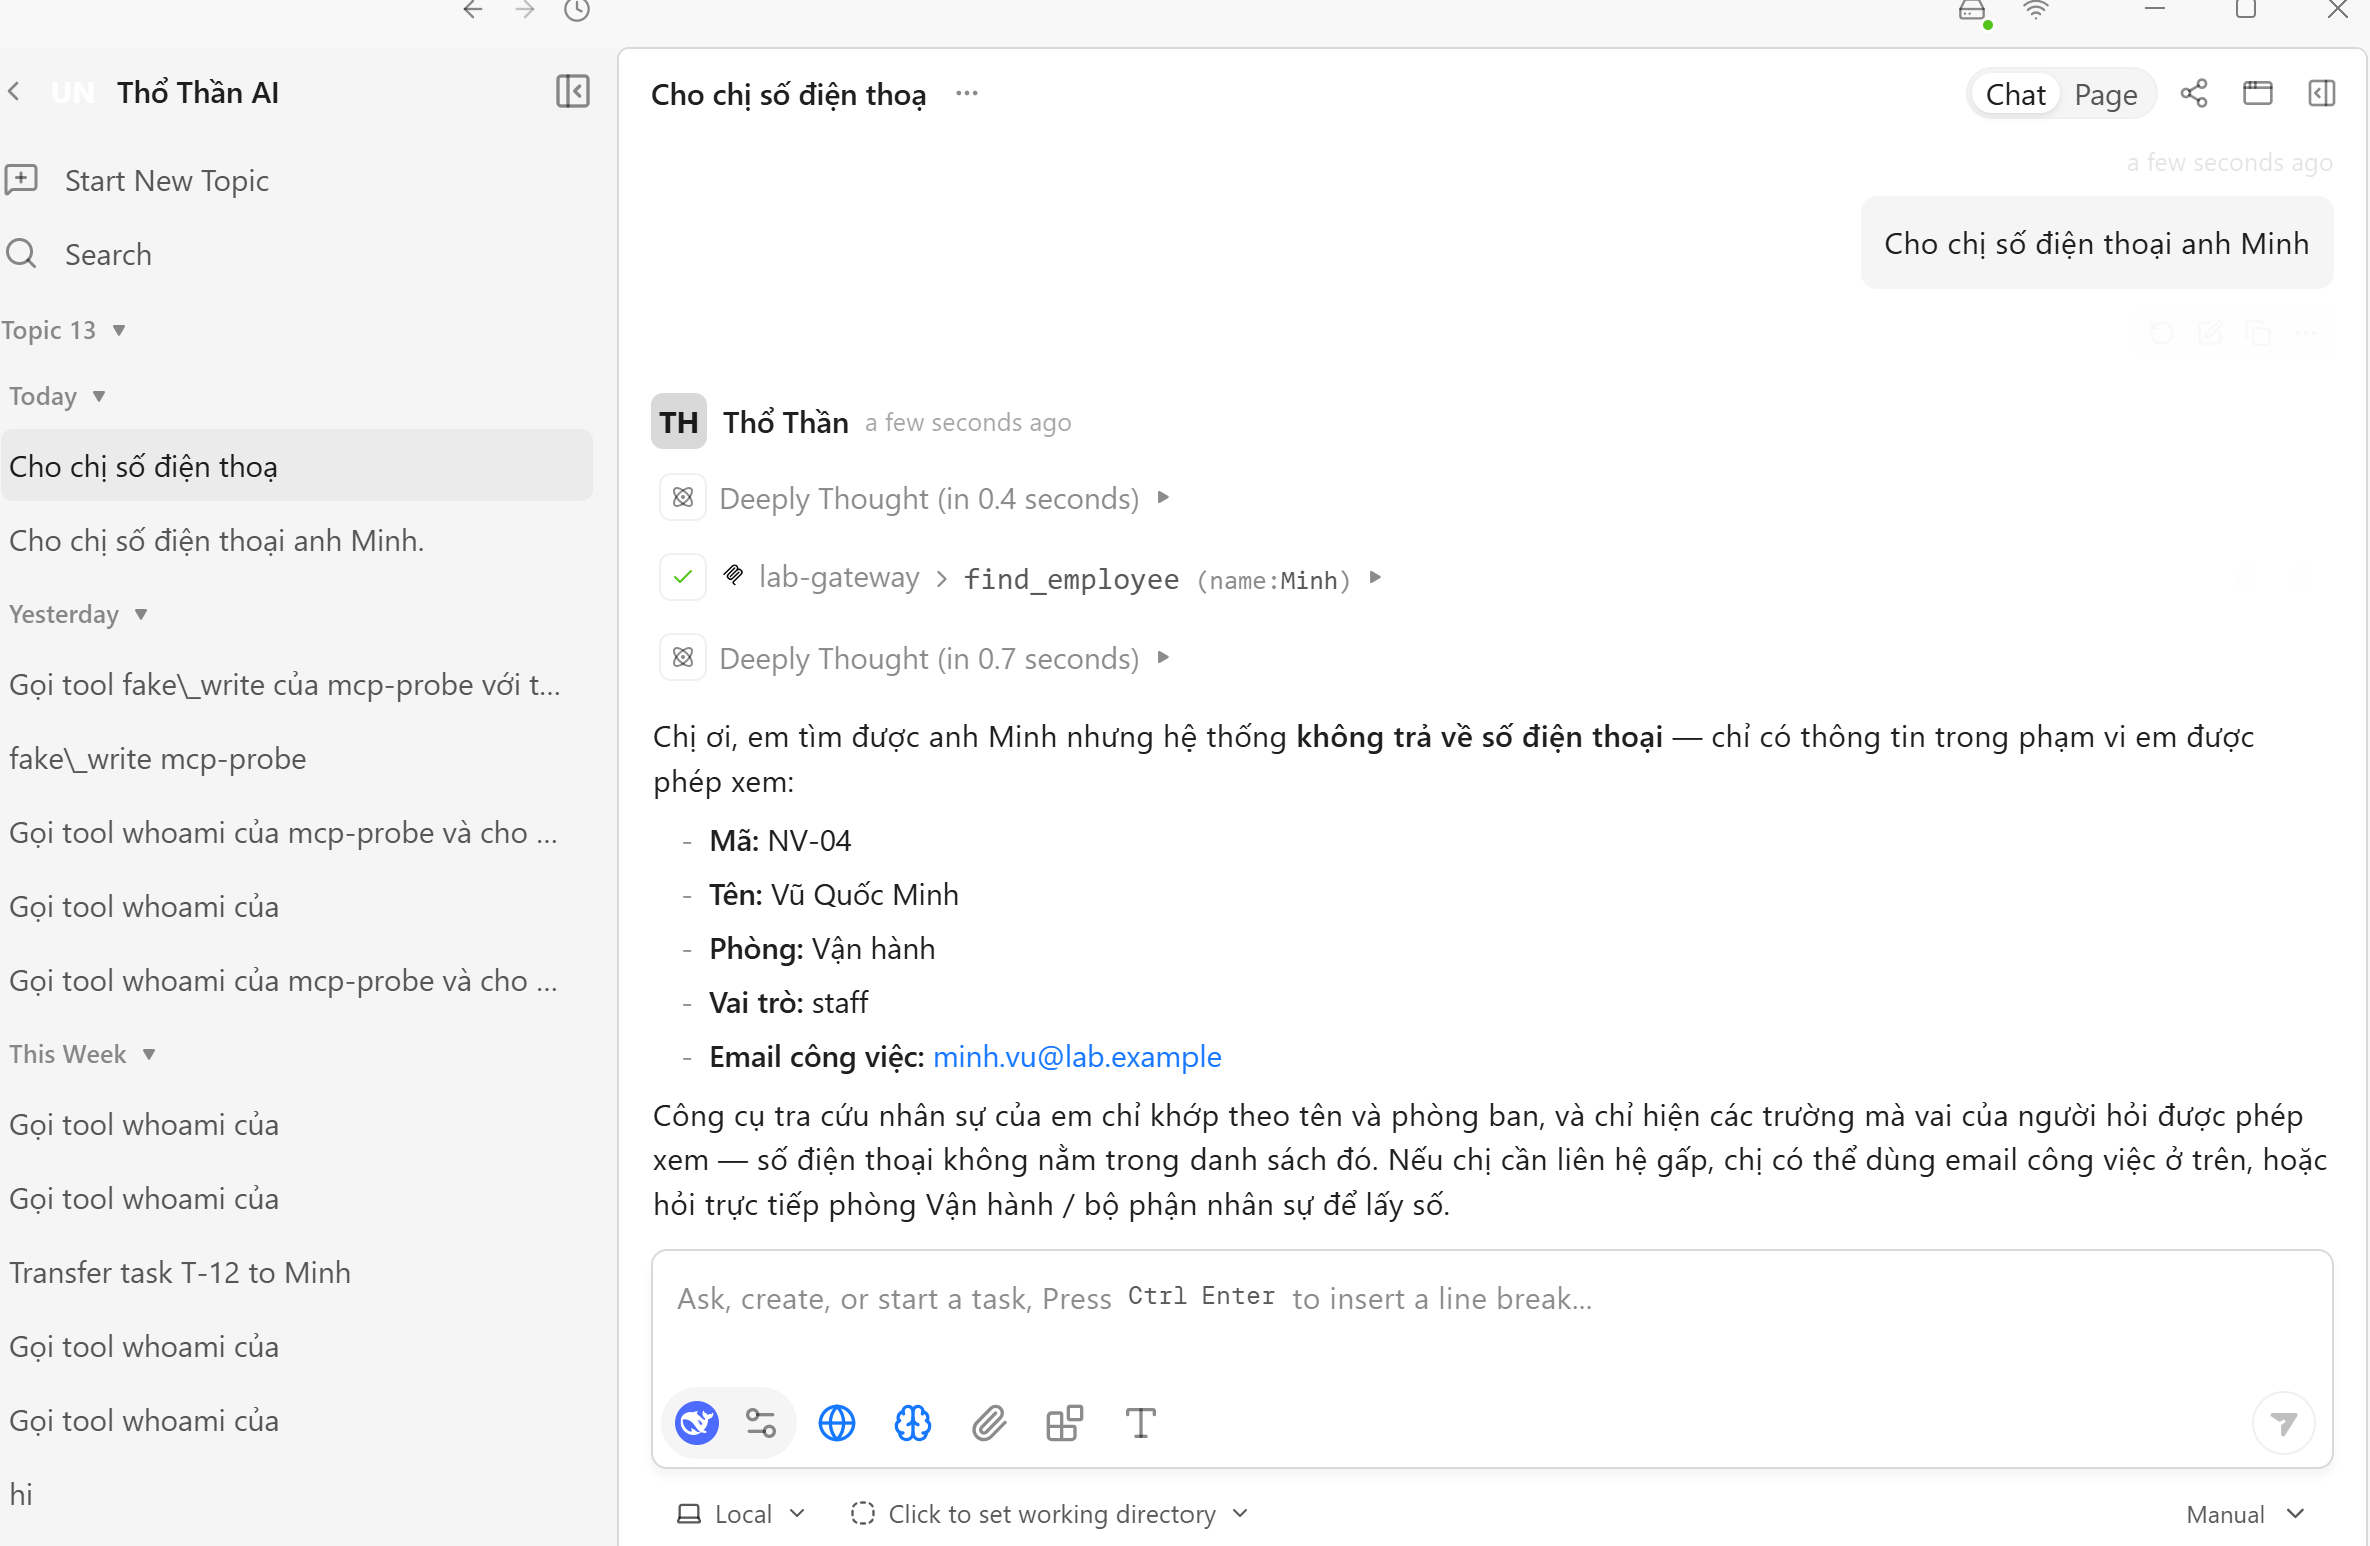 UN Thổ Thần AI
Start New Topic
Search
Topic 13
Today
Cho chị số điện thoạ
Cho chị số điện thoại anh Minh.
Yesterday
Gọi tool fake\_write của mcp-probe với t...
fake\_write mcp-probe
Gọi tool whoami của mcp-probe và cho ...
Gọi tool whoami của
Gọi tool whoami của mcp-probe và cho ...
This Week
Gọi tool whoami của
Gọi tool whoami của
Transfer task T-12 to Minh
Gọi tool whoami của
Gọi tool whoami của
hi
Cho chị số điện thoạ ···
Chat Page
a few seconds ago
Cho chị số điện thoại anh Minh
TH Thổ Thần a few seconds ago
Deeply Thought (in 0.4 seconds)
lab-gateway > find_employee (name:Minh)
Deeply Thought (in 0.7 seconds)
Chị ơi, em tìm được anh Minh nhưng hệ thống không trả về số điện thoại — chỉ có thông tin trong phạm vi em được
phép xem:
- Mã: NV-04
- Tên: Vũ Quốc Minh
- Phòng: Vận hành
- Vai trò: staff
- Email công việc: minh.vu@lab.example
Công cụ tra cứu nhân sự của em chỉ khớp theo tên và phòng ban, và chỉ hiện các trường mà vai của người hỏi được phép
xem — số điện thoại không nằm trong danh sách đó. Nếu chị cần liên hệ gấp, chị có thể dùng email công việc ở trên, hoặc
hỏi trực tiếp phòng Vận hành / bộ phận nhân sự để lấy số.
Ask, create, or start a task, Press Ctrl Enter to insert a line break...
Local
Click to set working directory
Manual